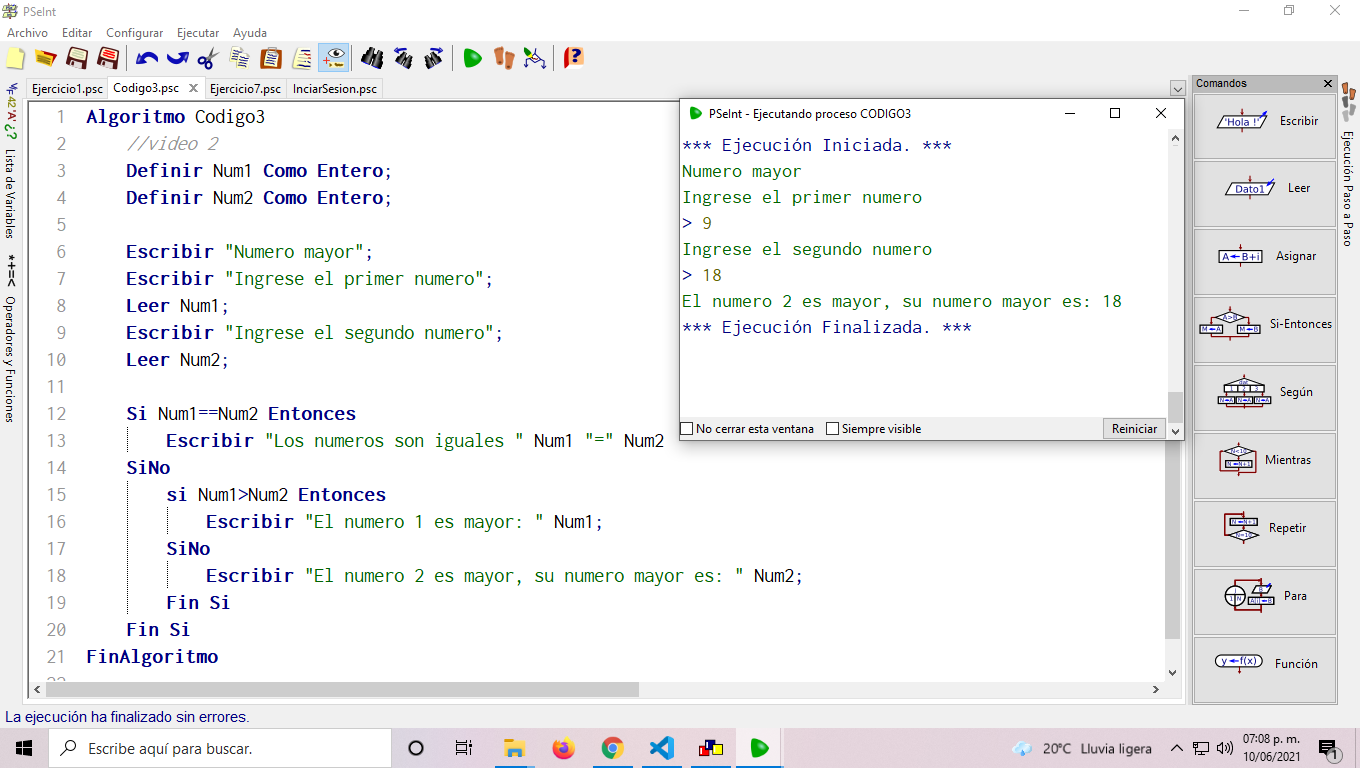 PSeInt
Archivo Editar Configurar Ejecutar Ayuda
Ejercicio1.psc Codigo3.psc Ejercicio7.psc InciarSesion.psc
Lista de Variables
*+=< Operadores y Funciones
1 Algoritmo Codigo3
2 //video 2
3 Definir Num1 Como Entero;
4 Definir Num2 Como Entero;
5
6 Escribir "Numero mayor";
7 Escribir "Ingrese el primer numero";
8 Leer Num1;
9 Escribir "Ingrese el segundo numero";
10 Leer Num2;
11
12 Si Num1==Num2 Entonces
13 Escribir "Los numeros son iguales " Num1 "=" Num2
14 SiNo
15 si Num1>Num2 Entonces
16 Escribir "El numero 1 es mayor: " Num1;
17 SiNo
18 Escribir "El numero 2 es mayor, su numero mayor es: " Num2;
19 Fin Si
20 Fin Si
21 FinAlgoritmo
PSeInt - Ejecutando proceso CODIGO3
*** Ejecución Iniciada. ***
Numero mayor
Ingrese el primer numero
> 9
Ingrese el segundo numero
> 18
El numero 2 es mayor, su numero mayor es: 18
*** Ejecución Finalizada. ***
No cerrar esta ventana Siempre visible Reiniciar
Comandos
'Hola !' Escribir
Dato1 Leer
A←B+i Asignar
A>B M←A M←B Si-Entonces
Según
Mientras
Repetir
Para
y←f(x) Función
Ejecución Paso a Paso
La ejecución ha finalizado sin errores.
Escribe aquí para buscar.
20°C Lluvia ligera
07:08 p. m.
10/06/2021
1